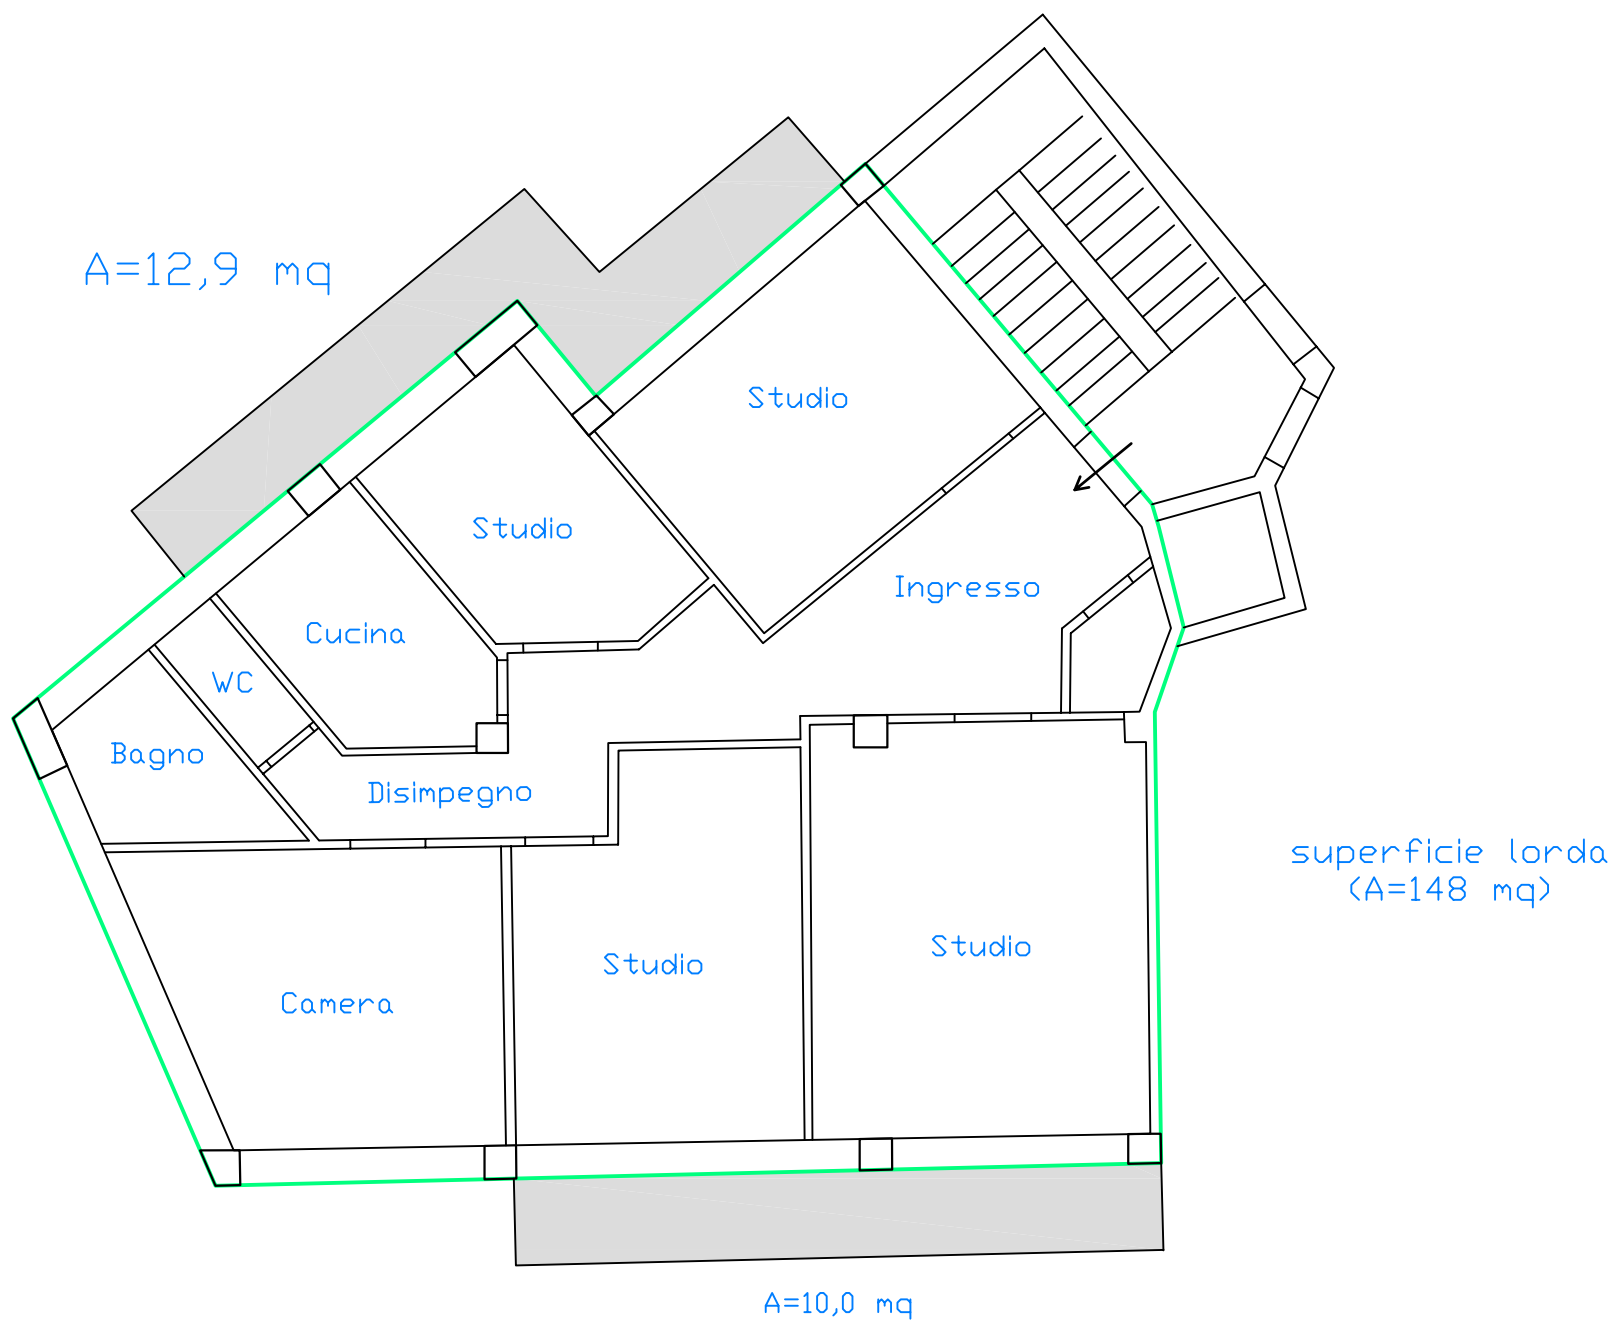 A=12,9 mq
Studio
Studio
Ingresso
Cucina
WC
Bagno
Disimpegno
superficie lorda
(A=148 mq)
Studio
Studio
Camera
A=10,0 mq